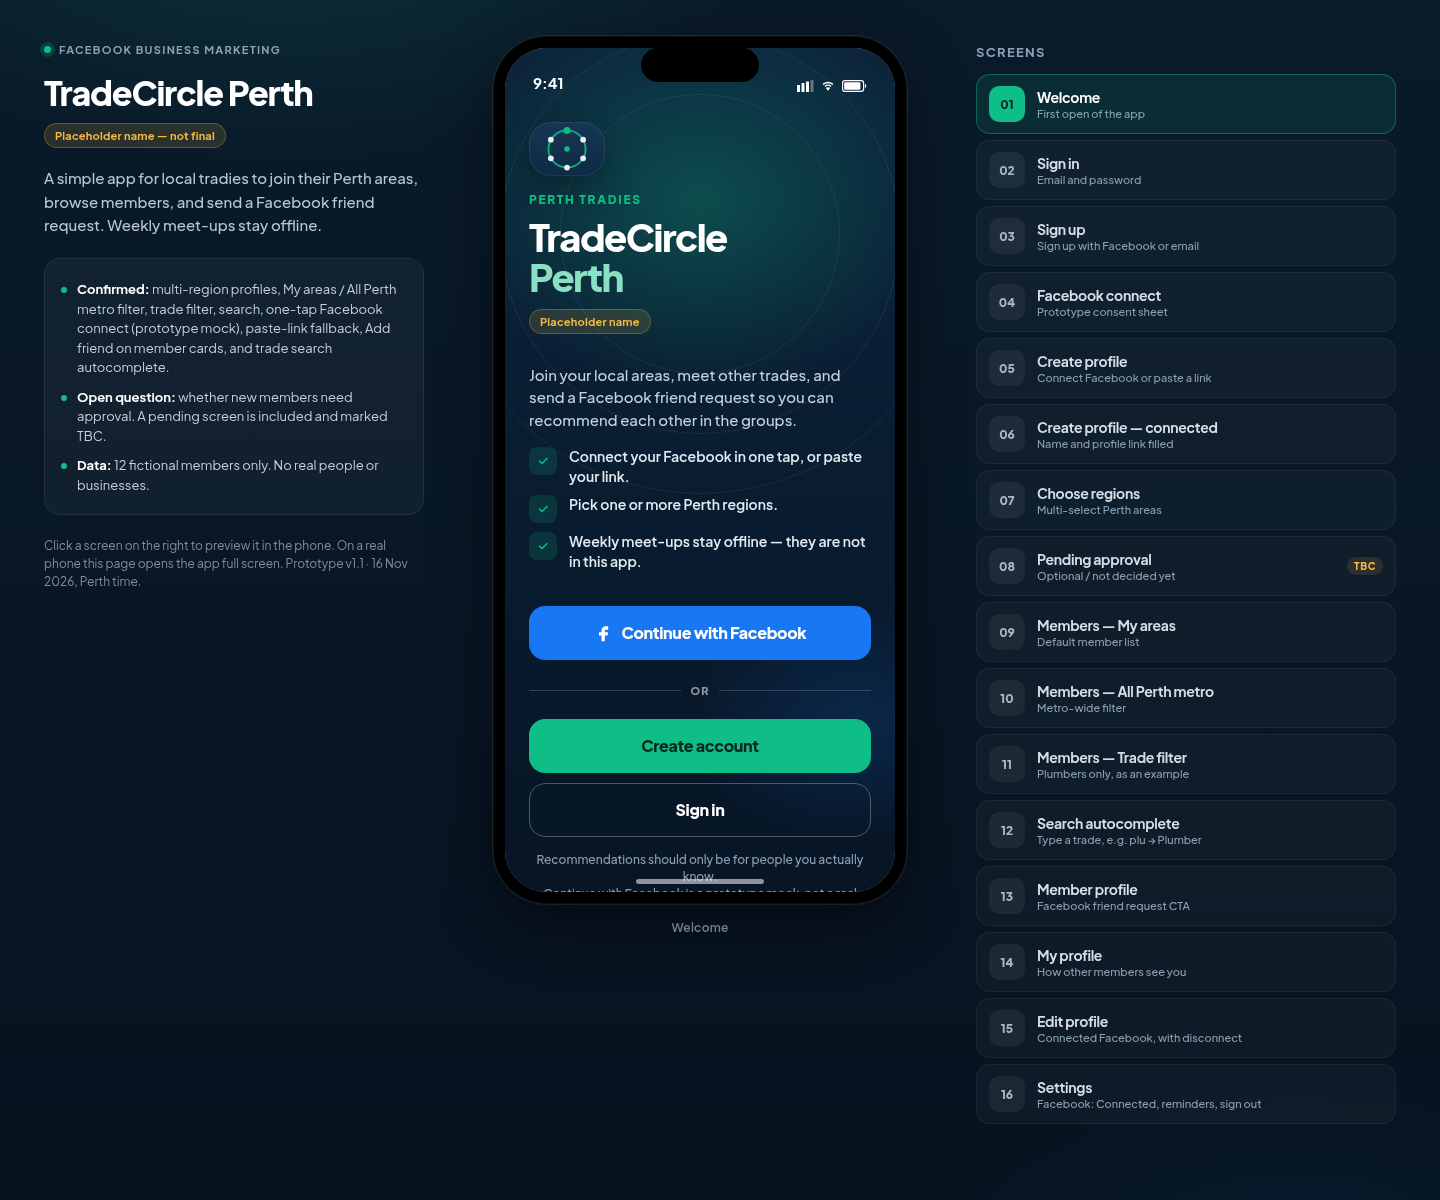 FACEBOOK BUSINESS MARKETING
TradeCircle Perth
Placeholder name — not final
A simple app for local tradies to join their Perth areas,
browse members, and send a Facebook friend
request. Weekly meet-ups stay offline.
Confirmed: multi-region profiles, My areas / All Perth
metro filter, trade filter, search, one-tap Facebook
connect (prototype mock), paste-link fallback, Add
friend on member cards, and trade search
autocomplete.
Open question: whether new members need
approval. A pending screen is included and marked
TBC.
Data: 12 fictional members only. No real people or
businesses.
Click a screen on the right to preview it in the phone. On a real
phone this page opens the app full screen. Prototype v1.1 · 16 Nov
2026, Perth time.
9:41
PERTH TRADIES
TradeCircle
Perth
Placeholder name
Join your local areas, meet other trades, and
send a Facebook friend request so you can
recommend each other in the groups.
Connect your Facebook in one tap, or paste
your link.
Pick one or more Perth regions.
Weekly meet-ups stay offline — they are not
in this app.
Continue with Facebook
OR
Create account
Sign in
Recommendations should only be for people you actually
know.
Continue with Facebook is a prototype mock, not a real
Welcome
SCREENS
01
Welcome
First open of the app
02
Sign in
Email and password
03
Sign up
Sign up with Facebook or email
04
Facebook connect
Prototype consent sheet
05
Create profile
Connect Facebook or paste a link
06
Create profile — connected
Name and profile link filled
07
Choose regions
Multi-select Perth areas
08
Pending approval
Optional / not decided yet
TBC
09
Members — My areas
Default member list
10
Members — All Perth metro
Metro-wide filter
11
Members — Trade filter
Plumbers only, as an example
12
Search autocomplete
Type a trade, e.g. plu → Plumber
13
Member profile
Facebook friend request CTA
14
My profile
How other members see you
15
Edit profile
Connected Facebook, with disconnect
16
Settings
Facebook: Connected, reminders, sign out